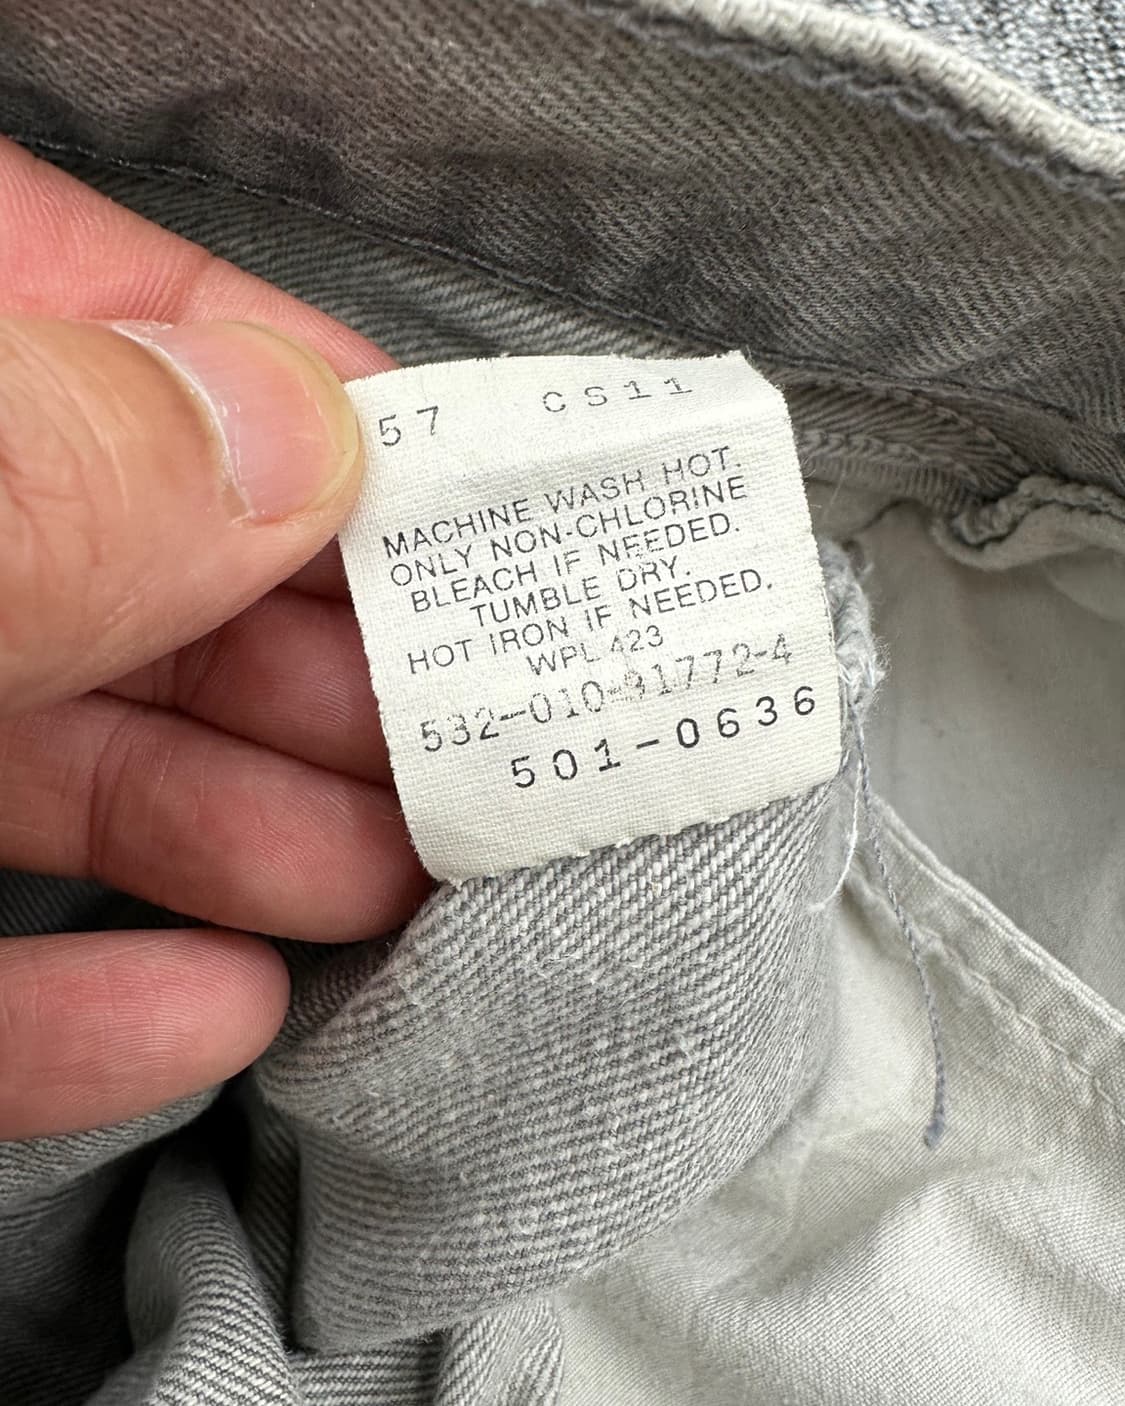 57 CS11
MACHINE WASH HOT.
ONLY NON-CHLORINE
BLEACH IF NEEDED.
TUMBLE DRY.
HOT IRON IF NEEDED.
WPL 423
532-010-91772-4
501-0636